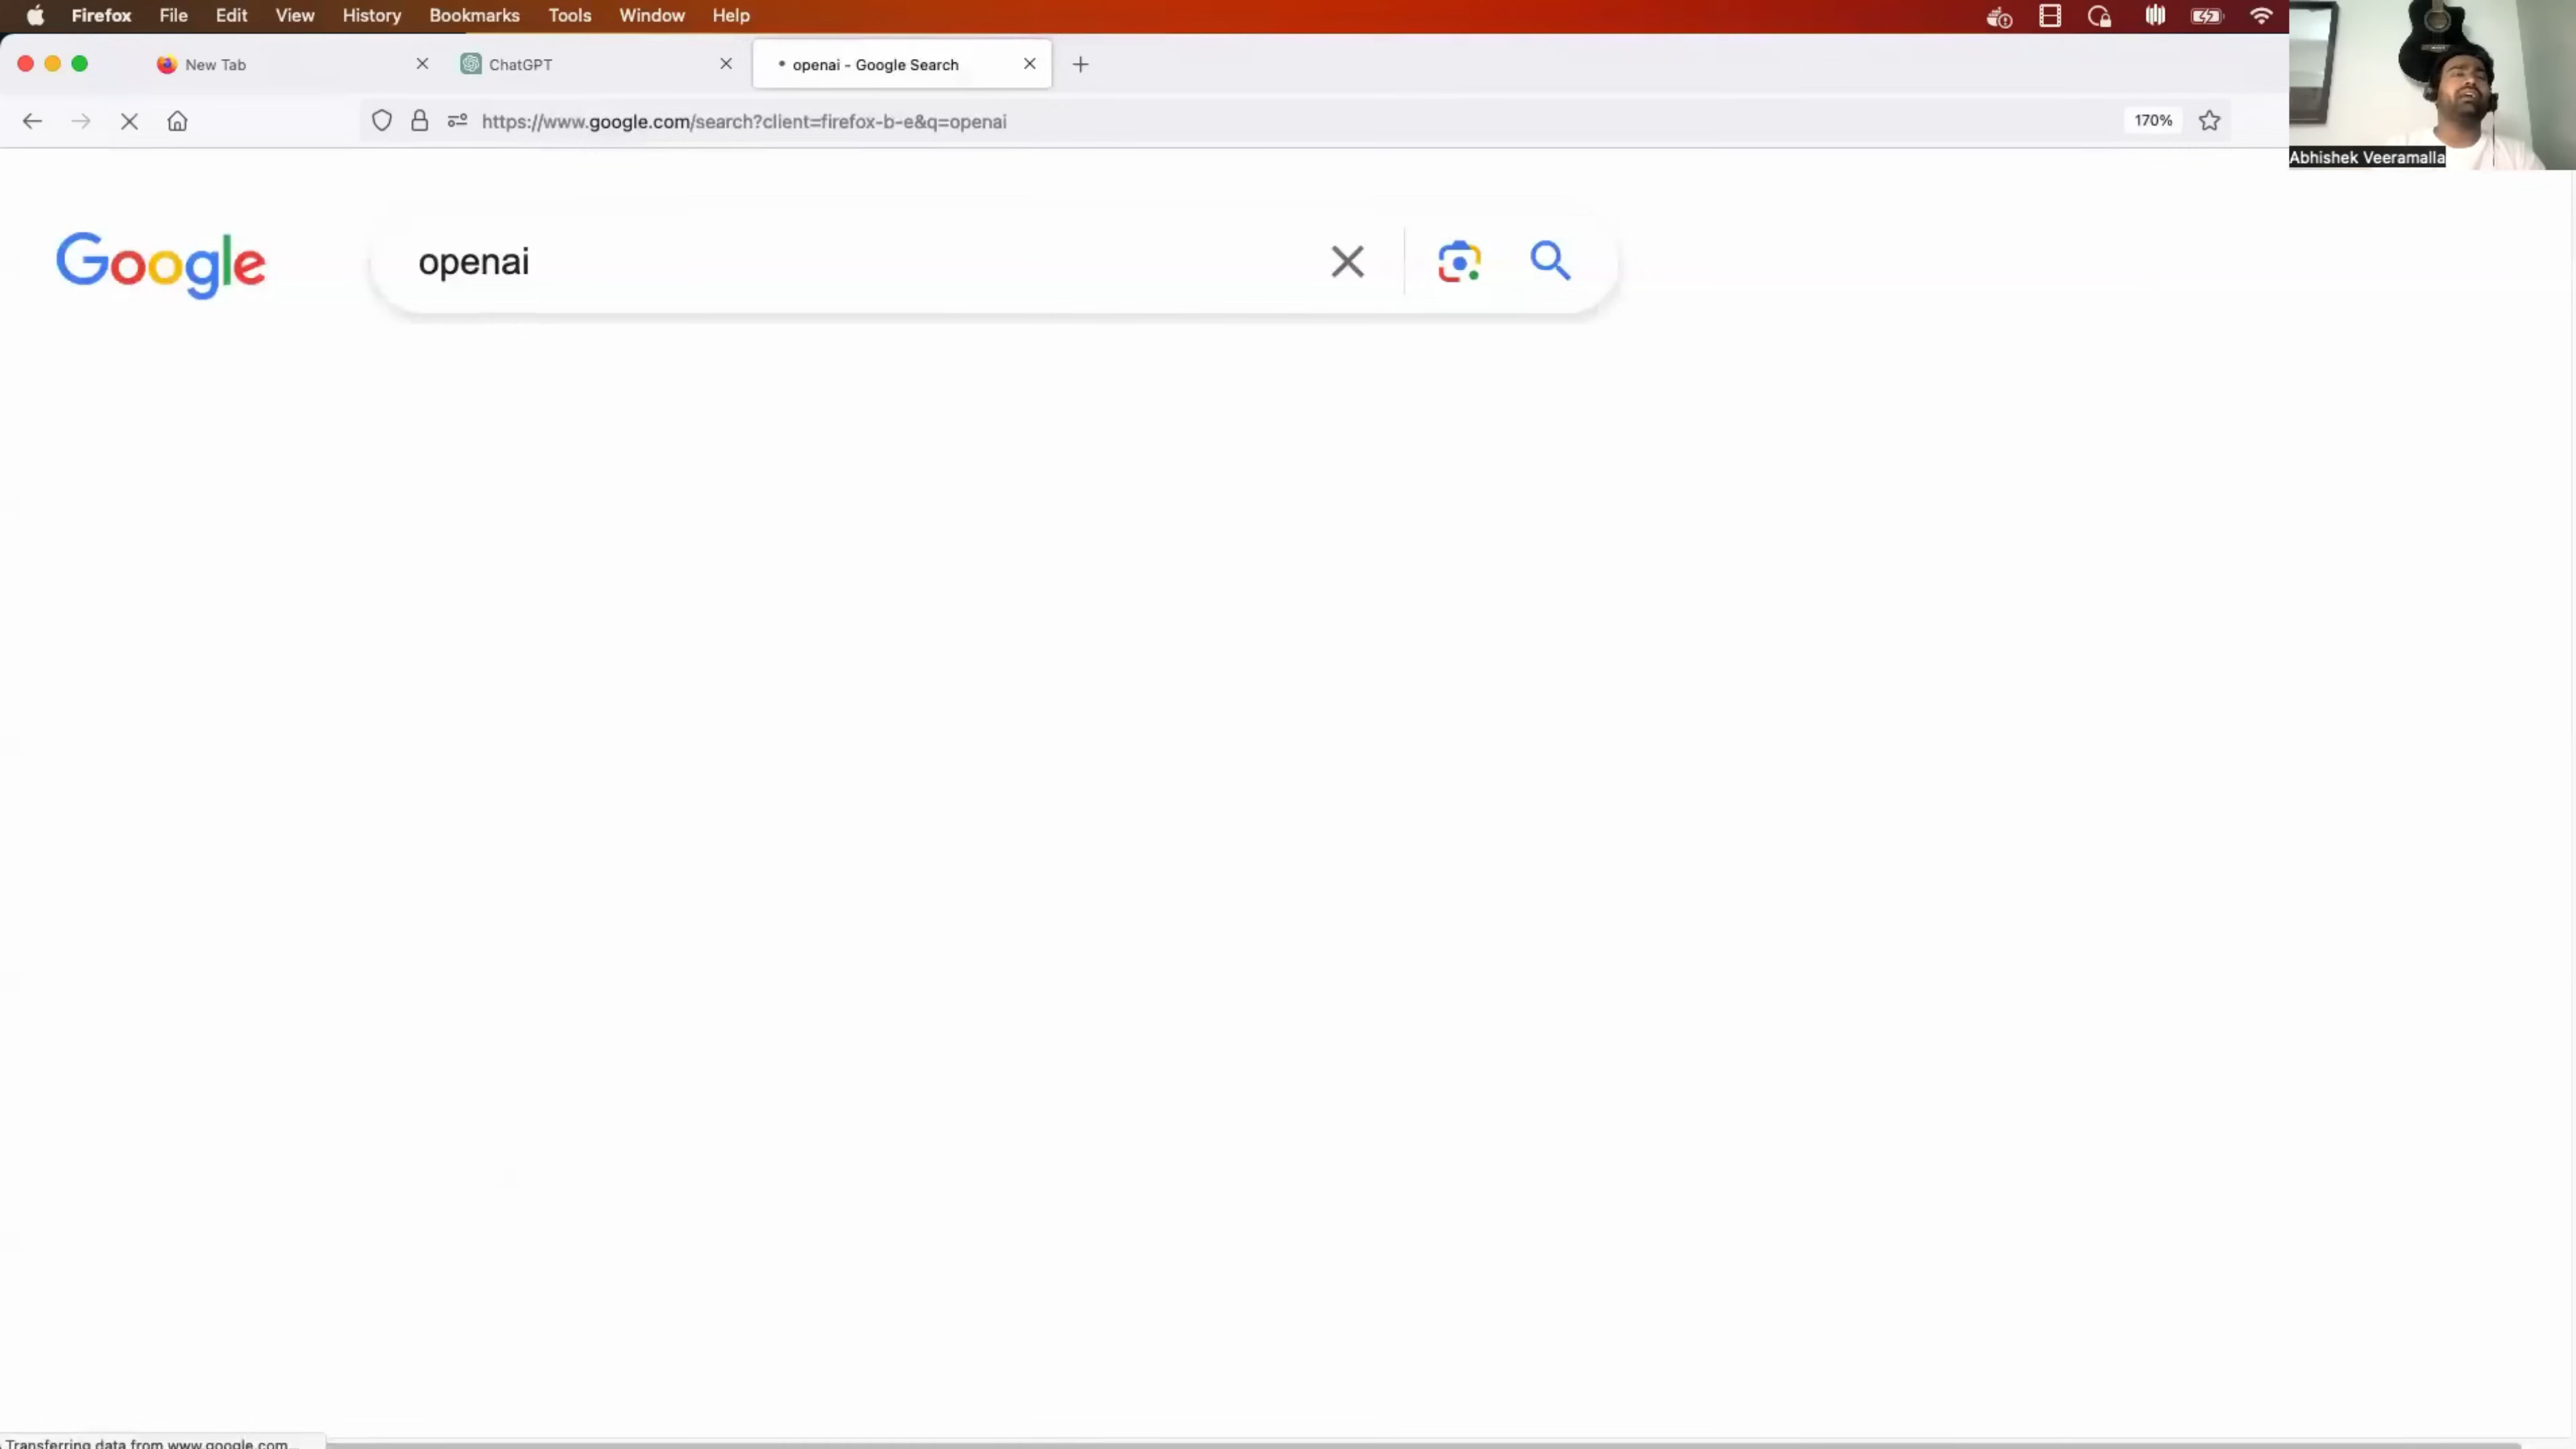 Firefox File Edit View History Bookmarks Tools Window Help
New Tab
ChatGPT
openai - Google Search
https://www.google.com/search?client=firefox-b-e&q=openai
170%
Abhishek Veeramalla
Google
openai
Transferring data from www.google.com...